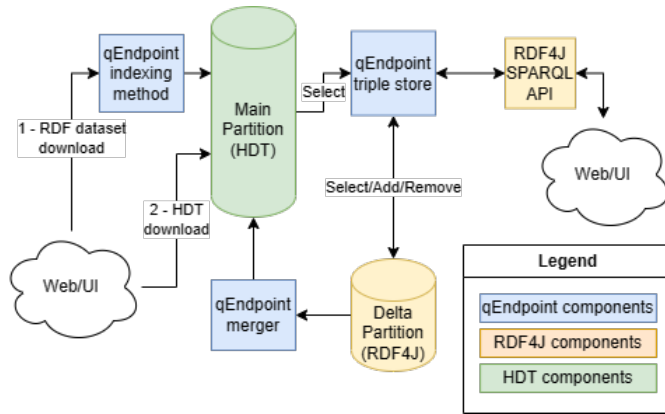 qEndpoint
indexing
method
Main
Partition
(HDT)
Select
qEndpoint
triple store
RDF4J
SPARQL
API
1 - RDF dataset
download
2 - HDT
download
Web/UI
Web/UI
Select/Add/Remove
qEndpoint
merger
Delta
Partition
(RDF4J)
Legend
qEndpoint components
RDF4J components
HDT components